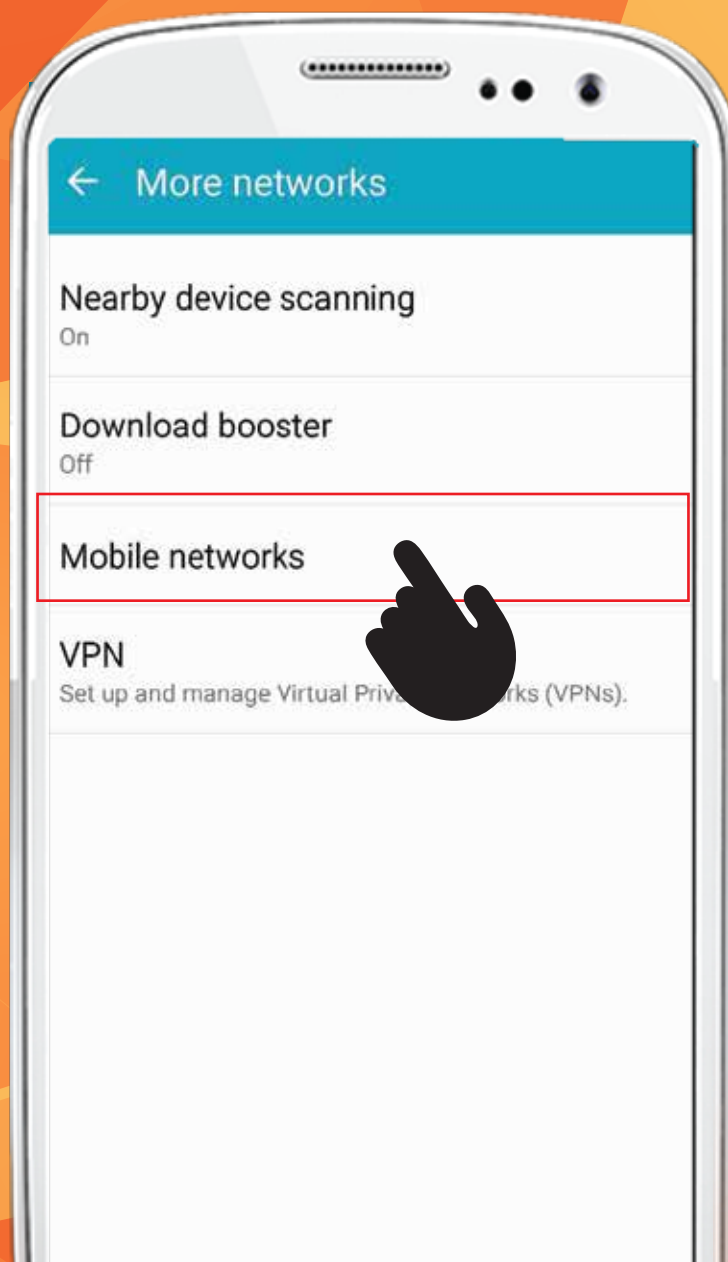 More networks
Nearby device scanning
On
Download booster
Off
Mobile networks
VPN
Set up and manage Virtual Priva rks (VPNs).